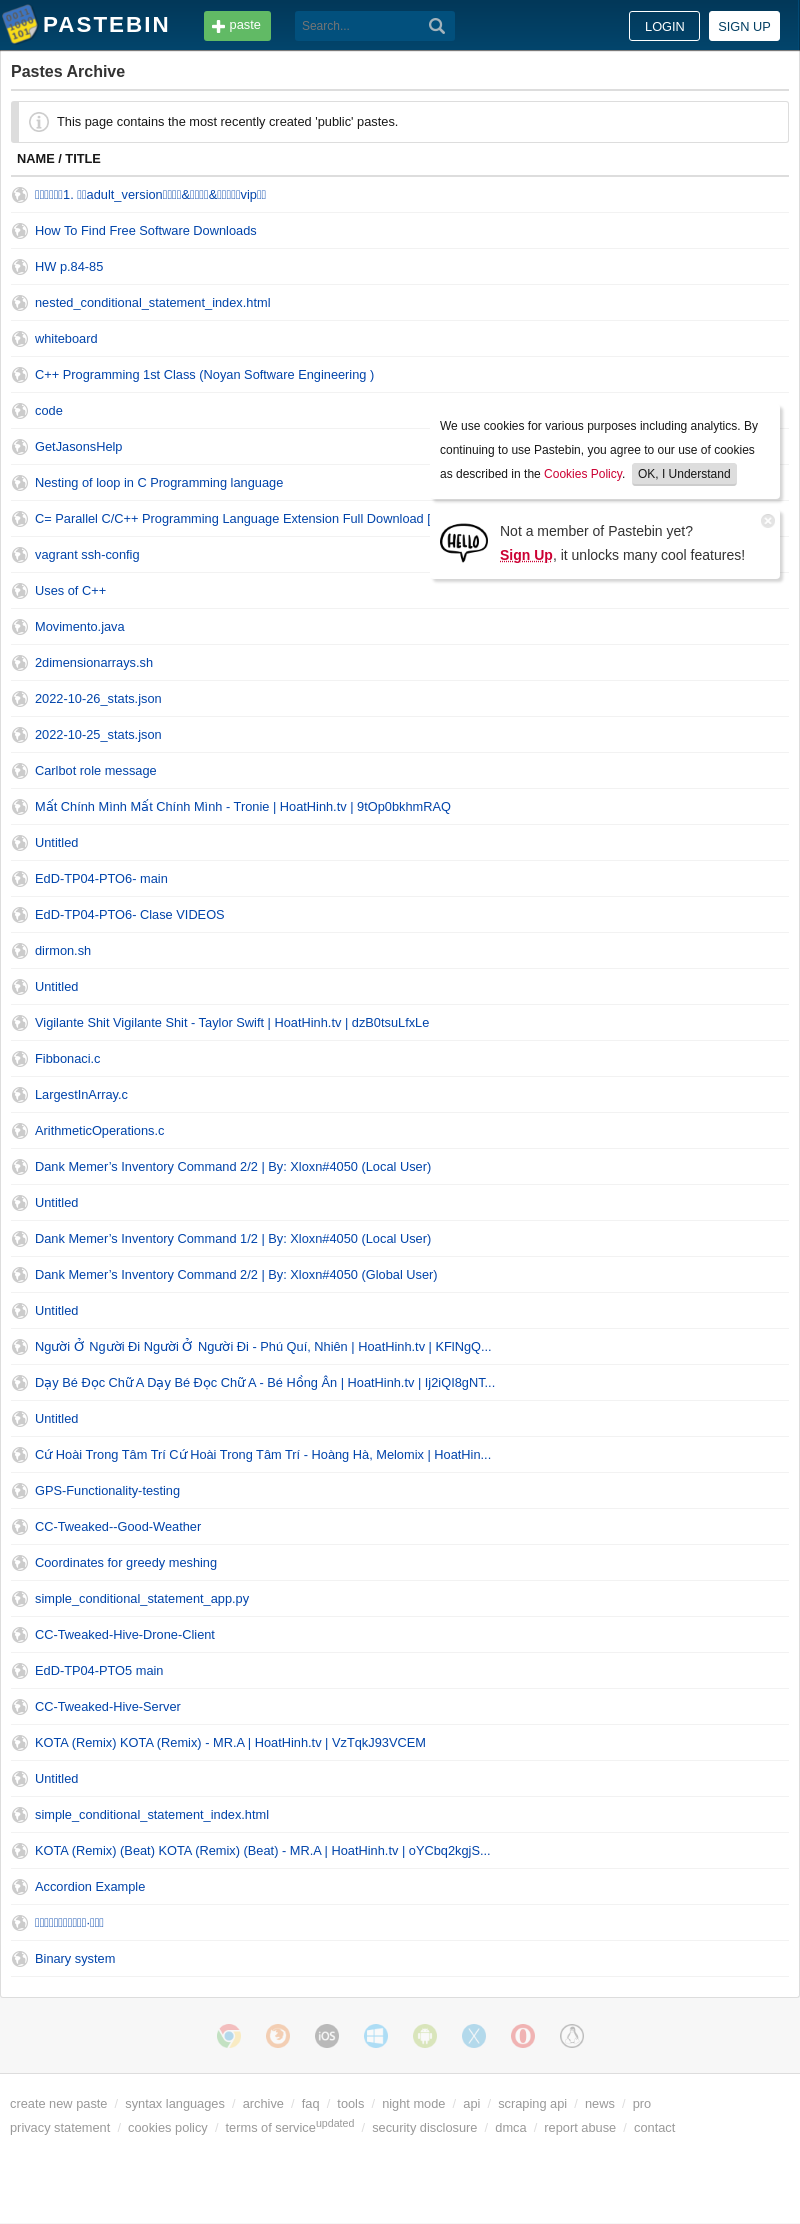 PASTEBIN
paste
Search...
LOGIN
SIGN UP
Pastes Archive
This page contains the most recently created 'public' pastes.
NAME / TITLE
1. adult_version&&vip
How To Find Free Software Downloads
HW p.84-85
nested_conditional_statement_index.html
whiteboard
C++ Programming 1st Class (Noyan Software Engineering )
code
GetJasonsHelp
Nesting of loop in C Programming language
C= Parallel C/C++ Programming Language Extension Full Download [
vagrant ssh-config
Uses of C++
We use cookies for various purposes including analytics. By
continuing to use Pastebin, you agree to our use of cookies
as described in the Cookies Policy. OK, I Understand
HELLO
Not a member of Pastebin yet?
Sign Up, it unlocks many cool features!
Movimento.java
2dimensionarrays.sh
2022-10-26_stats.json
2022-10-25_stats.json
Carlbot role message
Mất Chính Mình Mất Chính Mình - Tronie | HoatHinh.tv | 9tOp0bkhmRAQ
Untitled
EdD-TP04-PTO6- main
EdD-TP04-PTO6- Clase VIDEOS
dirmon.sh
Untitled
Vigilante Shit Vigilante Shit - Taylor Swift | HoatHinh.tv | dzB0tsuLfxLe
Fibbonaci.c
LargestInArray.c
ArithmeticOperations.c
Dank Memer’s Inventory Command 2/2 | By: Xloxn#4050 (Local User)
Untitled
Dank Memer’s Inventory Command 1/2 | By: Xloxn#4050 (Local User)
Dank Memer’s Inventory Command 2/2 | By: Xloxn#4050 (Global User)
Untitled
Người Ở Người Đi Người Ở Người Đi - Phú Quí, Nhiên | HoatHinh.tv | KFlNgQ...
Dạy Bé Đọc Chữ A Dạy Bé Đọc Chữ A - Bé Hồng Ân | HoatHinh.tv | Ij2iQI8gNT...
Untitled
Cứ Hoài Trong Tâm Trí Cứ Hoài Trong Tâm Trí - Hoàng Hà, Melomix | HoatHin...
GPS-Functionality-testing
CC-Tweaked--Good-Weather
Coordinates for greedy meshing
simple_conditional_statement_app.py
CC-Tweaked-Hive-Drone-Client
EdD-TP04-PTO5 main
CC-Tweaked-Hive-Server
KOTA (Remix) KOTA (Remix) - MR.A | HoatHinh.tv | VzTqkJ93VCEM
Untitled
simple_conditional_statement_index.html
KOTA (Remix) (Beat) KOTA (Remix) (Beat) - MR.A | HoatHinh.tv | oYCbq2kgjS...
Accordion Example
Binary system
iOS
create new paste / syntax languages / archive / faq / tools / night mode / api / scraping api / news / pro
privacy statement / cookies policy / terms of service updated / security disclosure / dmca / report abuse / contact